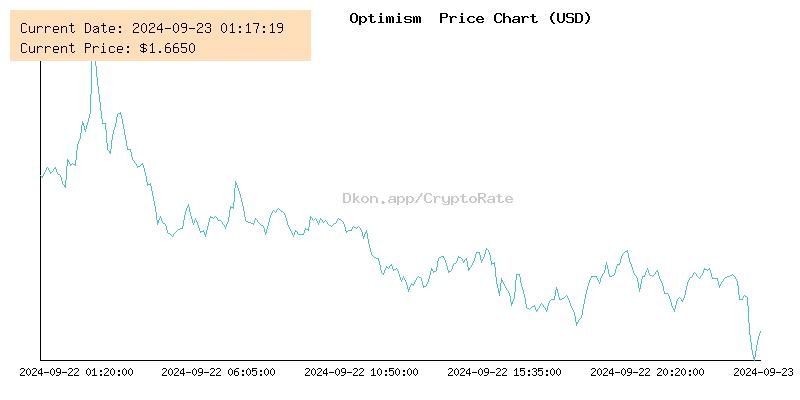 Optimism  Price Chart (USD)
Current Date: 2024-09-23 01:17:19
Current Price: $1.6650
Dkon.app/CryptoRate
2024-09-22 01:20:00 2024-09-22 06:05:00 2024-09-22 10:50:00 2024-09-22 15:35:00 2024-09-22 20:20:00 2024-09-23